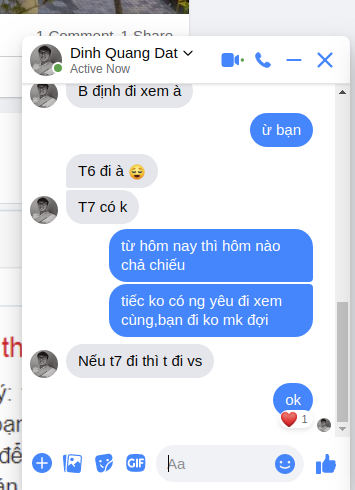 1 Comment 1 Share
Dinh Quang Dat
Active Now
B định đi xem à
ừ bạn
T6 đi à 😌
T7 có k
từ hôm nay thì hôm nào
chả chiếu
tiếc ko có ng yêu đi xem
cùng,bạn đi ko mk đợi
Nếu t7 đi thì t đi vs
ok
❤️ 1
GIF
Aa
th
ý: